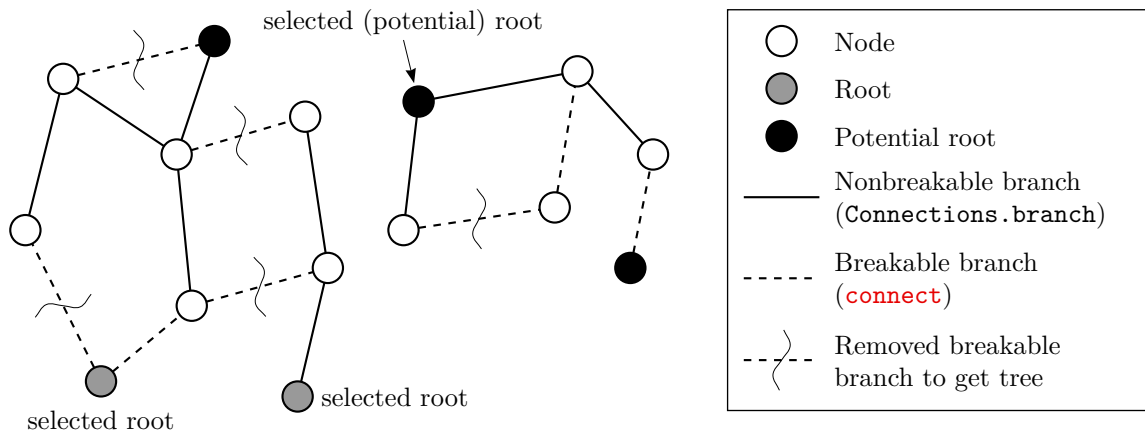 selected (potential) root
selected root
selected root
Node
Root
Potential root
Nonbreakable branch
(Connections.branch)
Breakable branch
(connect)
Removed breakable
branch to get tree